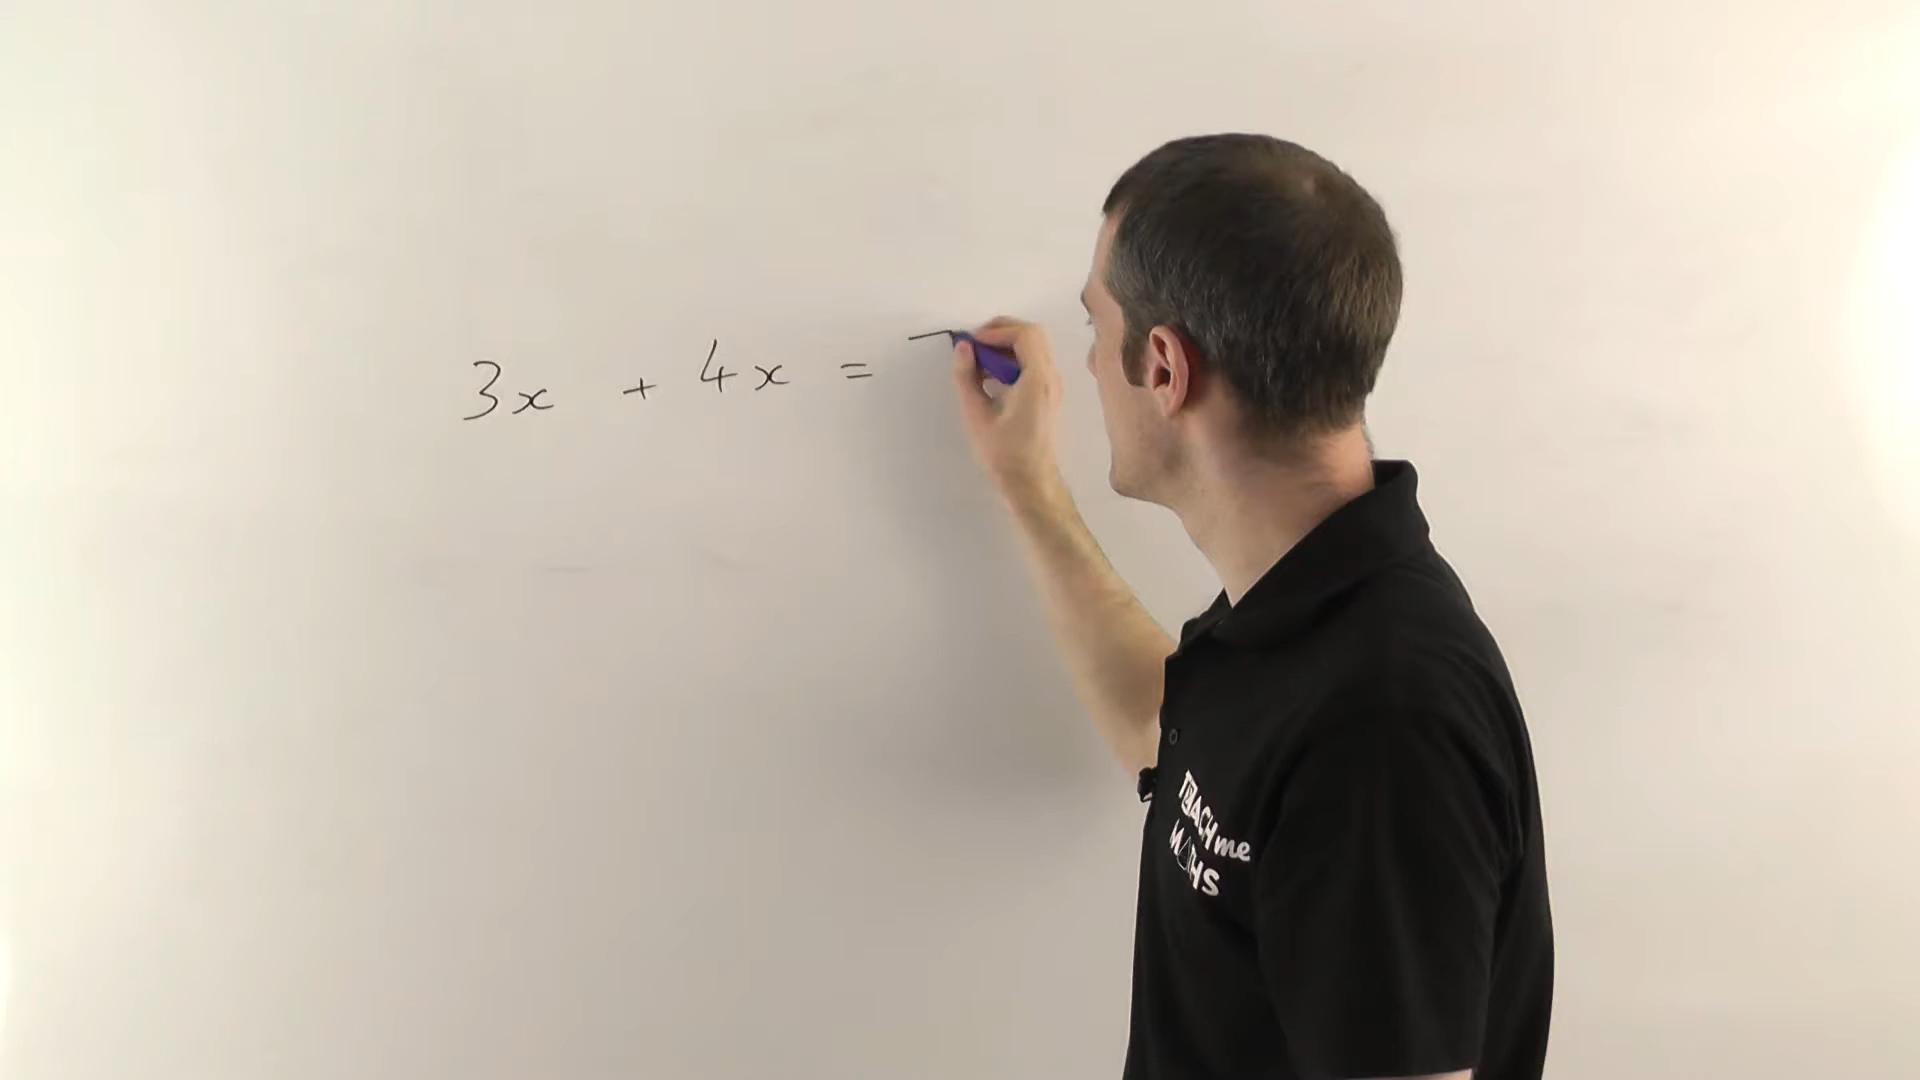 3x + 4x =
TEACH me
MATHS